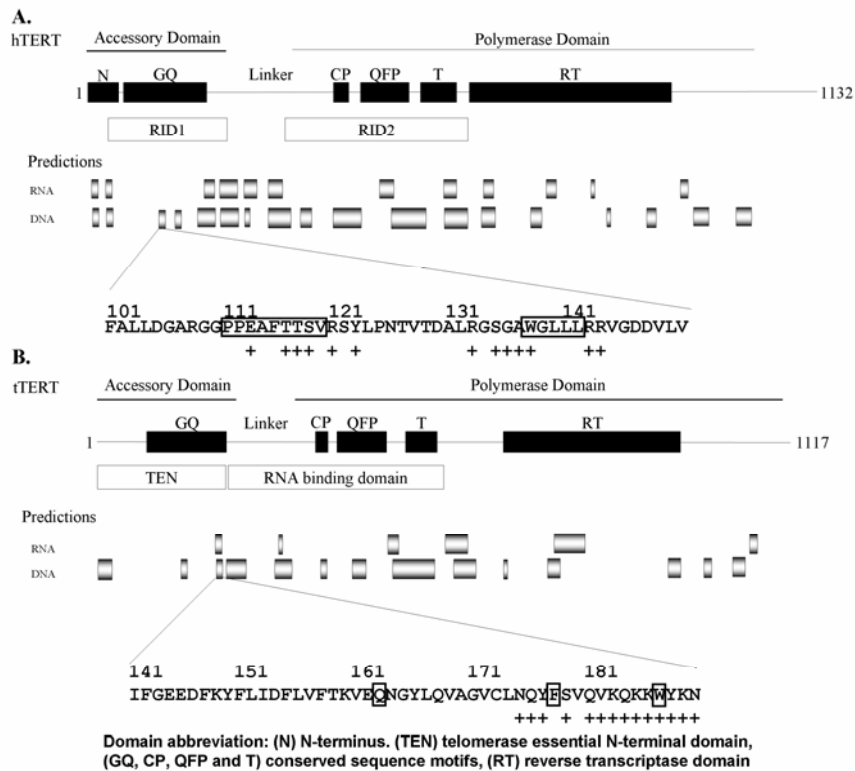 A.
hTERT
Accessory Domain
Polymerase Domain
N GQ Linker CP QFP T RT
1 1132
RID1 RID2
Predictions
RNA
DNA
101 111 121 131 141
FALLDGARGGPPEAFTTSVRSYLPNTVTDALRGSGAWGLLLRRVGDDVLV
+ +++ + + + ++++ ++
B.
tTERT
Accessory Domain
Polymerase Domain
GQ Linker CP QFP T RT
1 1117
TEN RNA binding domain
Predictions
RNA
DNA
141 151 161 171 181
IFGEEDFKYFLIDFLVFTKVEQNGYLQVAGVCLNQYFSVQVKQKKWYKN
+++ + ++++++++++
Domain abbreviation: (N) N-terminus. (TEN) telomerase essential N-terminal domain,
(GQ, CP, QFP and T) conserved sequence motifs, (RT) reverse transcriptase domain